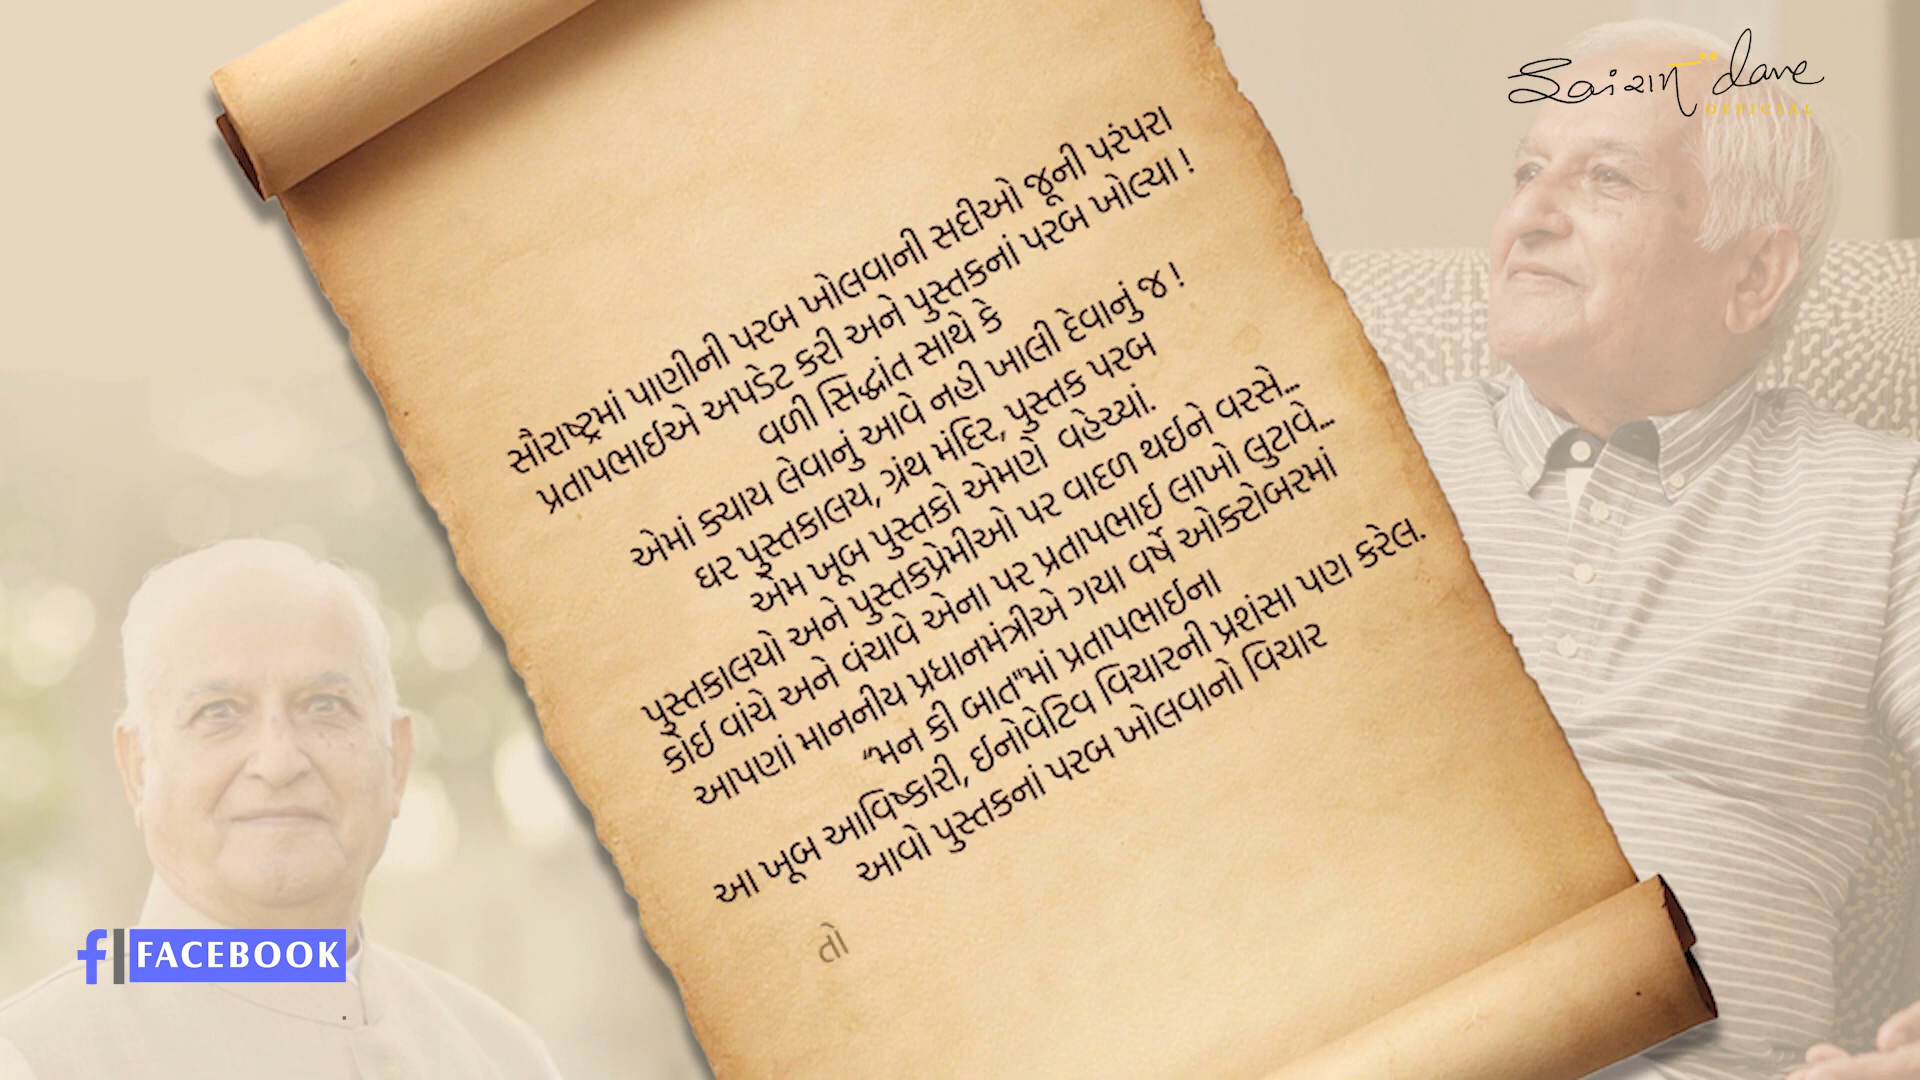 સૌરાષ્ટ્રમાં પાણીની પરબ ખોલવાની સદીઓ જૂની પરંપરા
પ્રતાપભાઈએ અપડેટ કરી અને પુસ્તકનાં પરબ ખોલ્યા !
વળી સિદ્ધાંત સાથે કે
એમાં ક્યાય લેવાનું આવે નહી ખાલી દેવાનું જ !
ઘર પુસ્તકાલય, ગ્રંથ મંદિર, પુસ્તક પરબ
એમ ખૂબ પુસ્તકો એમણે વહેચ્યાં.
પુસ્તકાલયો અને પુસ્તકપ્રેમીઓ પર વાદળ થઈને વરસે...
કોઈ વાંચે અને વંચાવે એના પર પ્રતાપભાઈ લાખો લુટાવે...
આપણાં માનનીય પ્રધાનમંત્રીએ ગયા વર્ષે ઓક્ટોબરમાં
"મન કી બાત"માં પ્રતાપભાઈના
આ ખૂબ આવિષ્કારી, ઈનોવેટિવ વિચારની પ્રશંસા પણ કરેલ.
આવો પુસ્તકનાં પરબ ખોલવાનો વિચાર
તો
સાંઇરામ dave
OFFICIAL
f FACEBOOK